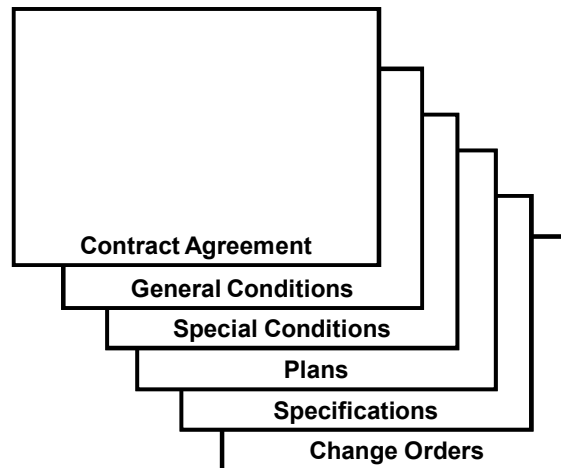 Contract Agreement
General Conditions
Special Conditions
Plans
Specifications
Change Orders